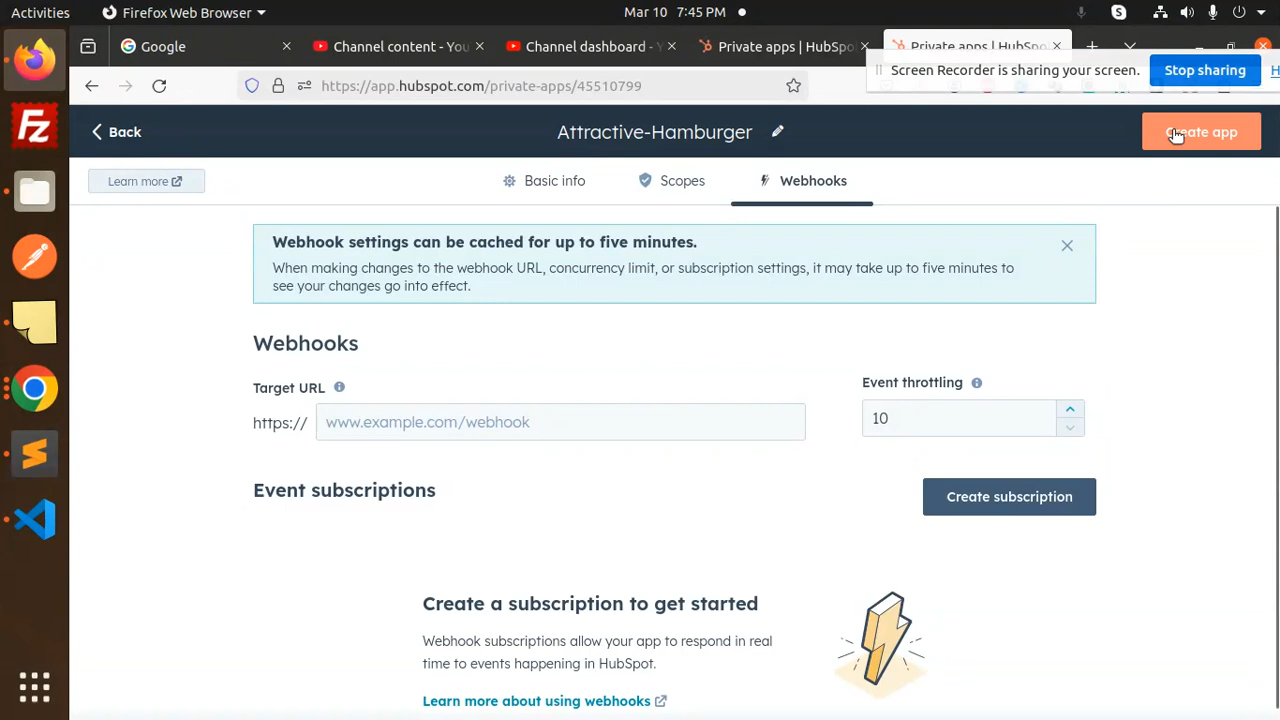 Activities
Firefox Web Browser
Mar 10 7:45 PM
Google
Channel content - You
Channel dashboard - Y
Private apps | HubSpo
Private apps | HubSp
Screen Recorder is sharing your screen.
Stop sharing
https://app.hubspot.com/private-apps/45510799
Back
Attractive-Hamburger
Create app
Learn more
Basic info
Scopes
Webhooks
Webhook settings can be cached for up to five minutes.
When making changes to the webhook URL, concurrency limit, or subscription settings, it may take up to five minutes to
see your changes go into effect.
Webhooks
Target URL
Event throttling
https://
www.example.com/webhook
10
Event subscriptions
Create subscription
Create a subscription to get started
Webhook subscriptions allow your app to respond in real
time to events happening in HubSpot.
Learn more about using webhooks